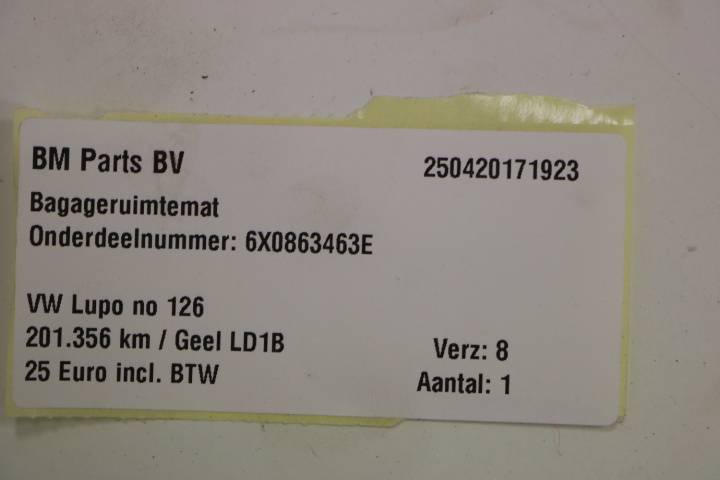 BM Parts BV 250420171923
Bagageruimtemat
Onderdeelnummer: 6X0863463E
VW Lupo no 126
201.356 km / Geel LD1B Verz: 8
25 Euro incl. BTW Aantal: 1